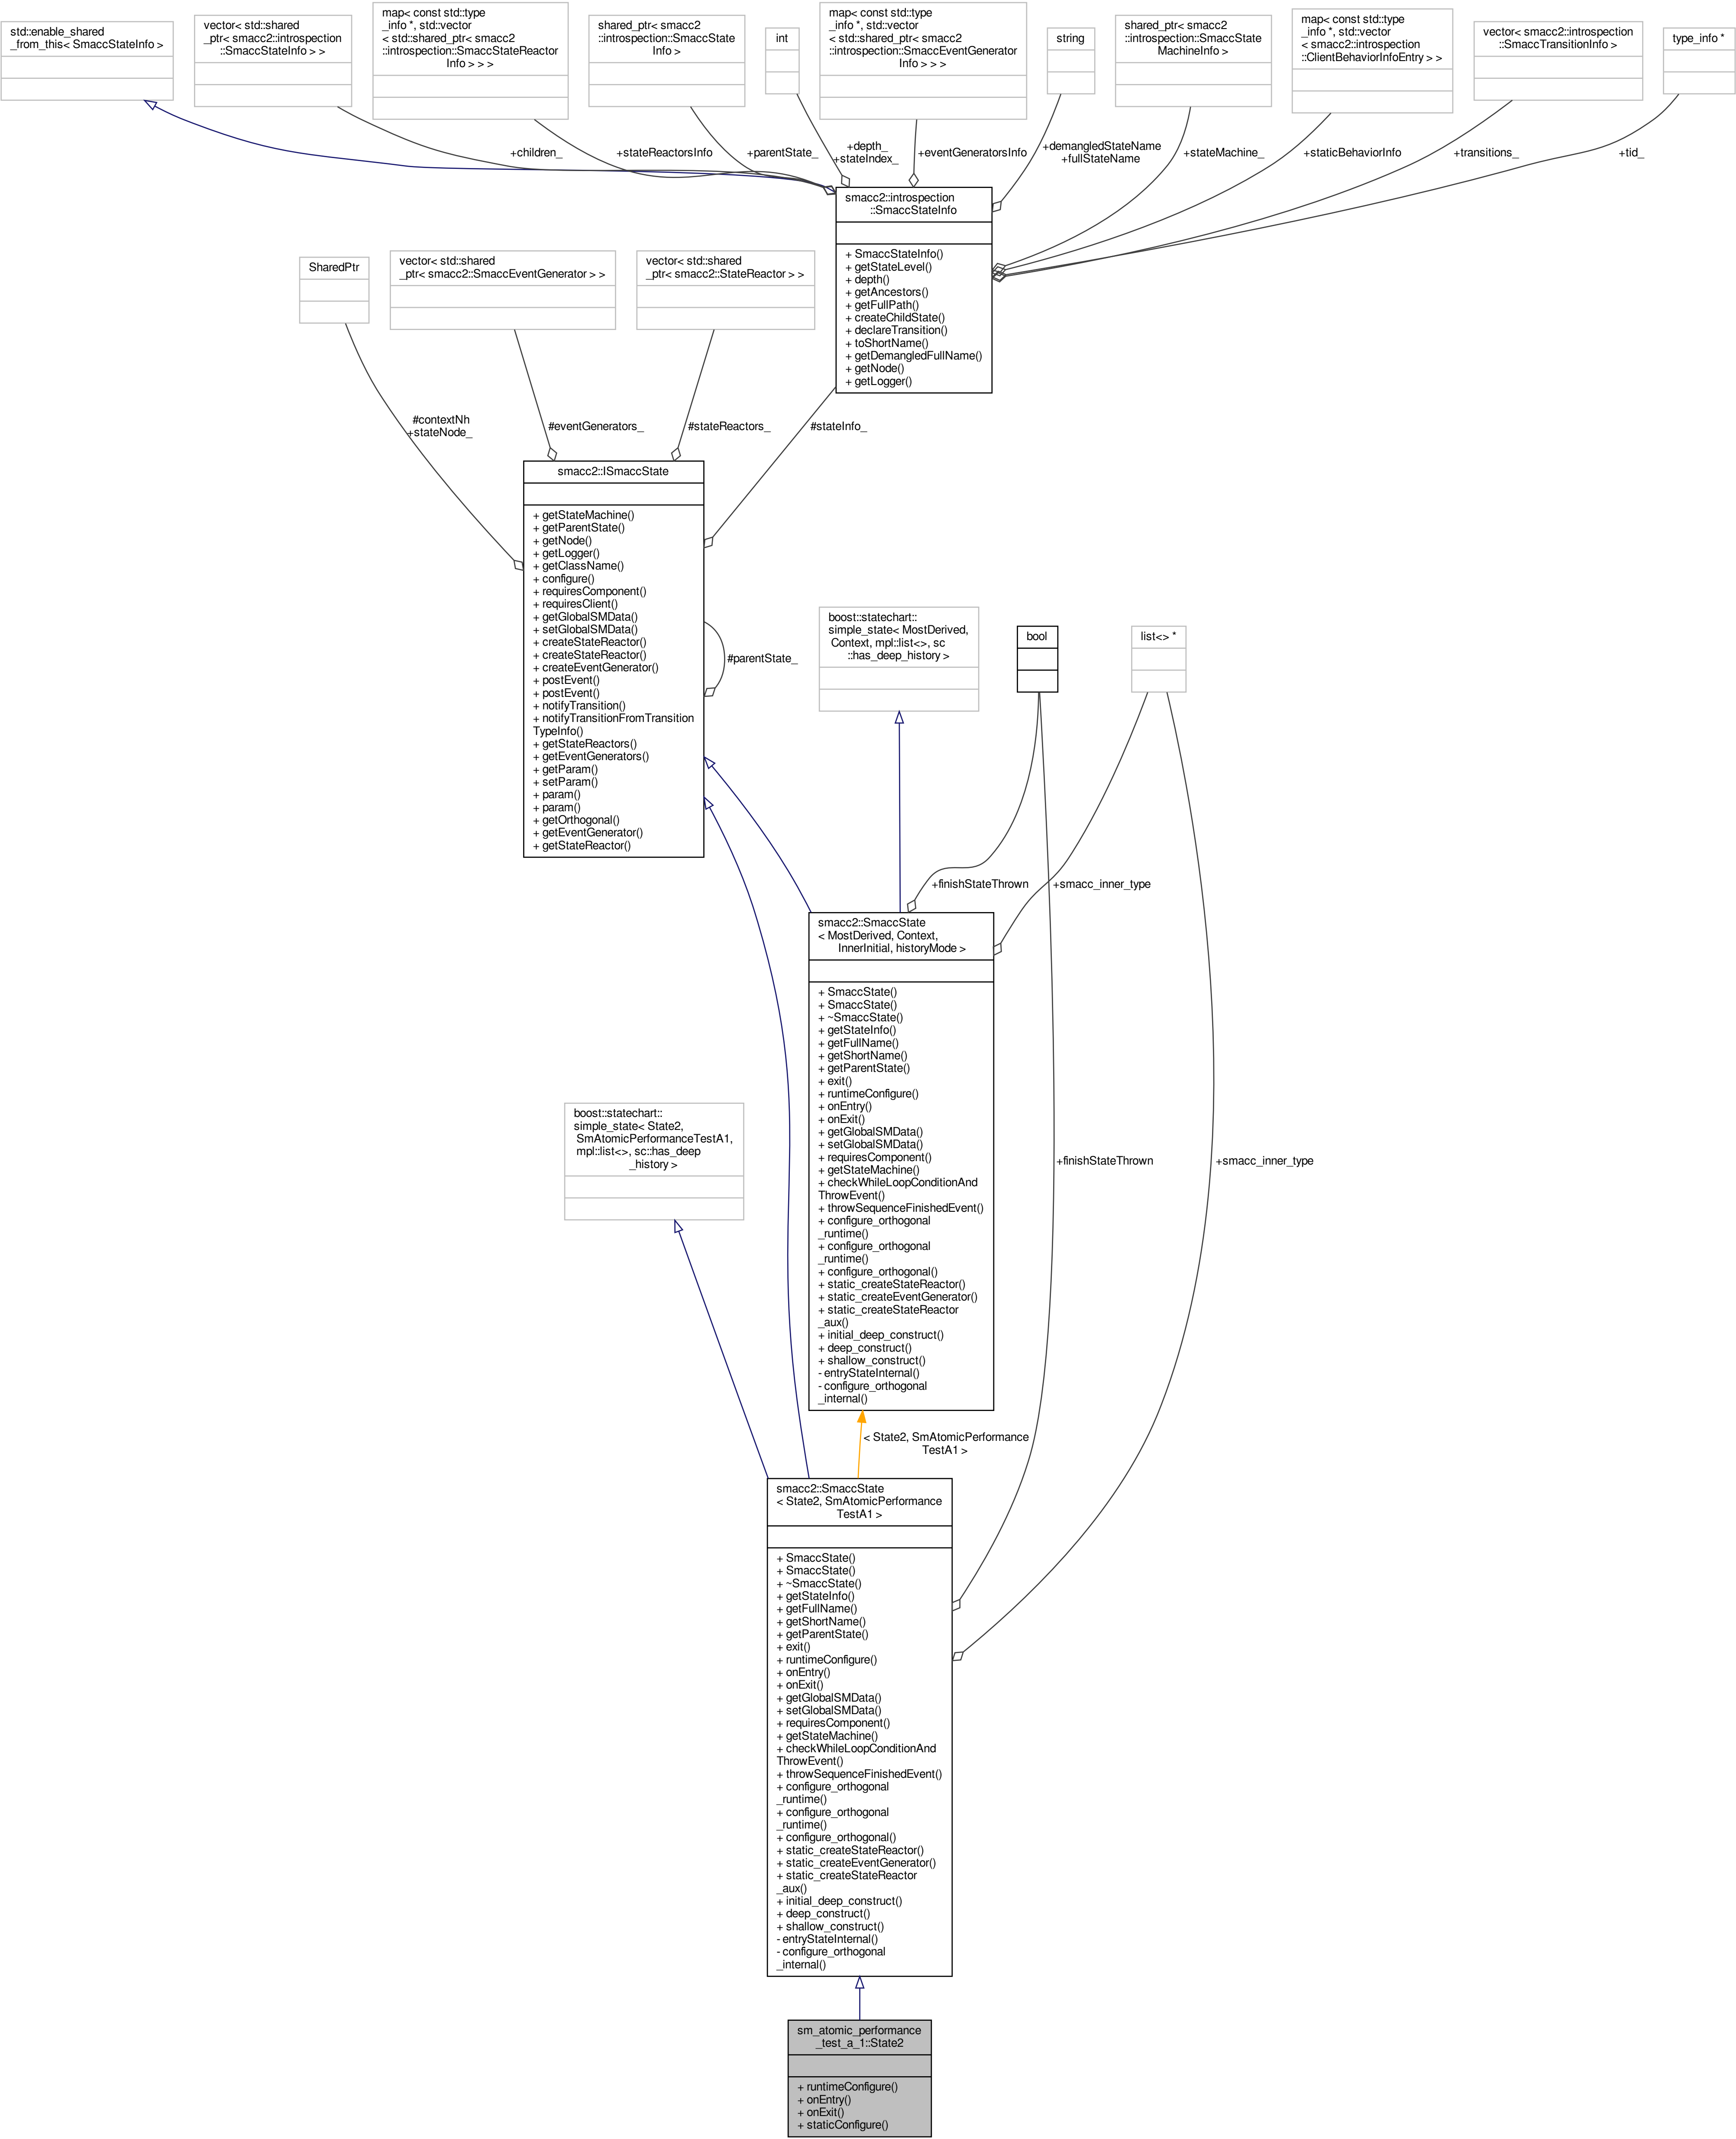 std::enable_shared
_from_this< SmaccStateInfo >
vector< std::shared
_ptr< smacc2::introspection
::SmaccStateInfo > >
map< const std::type
_info *, std::vector
< std::shared_ptr< smacc2
::introspection::SmaccStateReactor
Info > > >
shared_ptr< smacc2
::introspection::SmaccState
Info >
int
map< const std::type
_info *, std::vector
< std::shared_ptr< smacc2
::introspection::SmaccEventGenerator
Info > > >
string
shared_ptr< smacc2
::introspection::SmaccState
MachineInfo >
map< const std::type
_info *, std::vector
< smacc2::introspection
::ClientBehaviorInfoEntry > >
vector< smacc2::introspection
::SmaccTransitionInfo >
type_info *
+children_
+stateReactorsInfo
+parentState_
+depth_
+stateIndex_
+eventGeneratorsInfo
+demangledStateName
+fullStateName
+stateMachine_
+staticBehaviorInfo
+transitions_
+tid_
smacc2::introspection
::SmaccStateInfo
+ SmaccStateInfo()
+ getStateLevel()
+ depth()
+ getAncestors()
+ getFullPath()
+ createChildState()
+ declareTransition()
+ toShortName()
+ getDemangledFullName()
+ getNode()
+ getLogger()
SharedPtr
vector< std::shared
_ptr< smacc2::SmaccEventGenerator > >
vector< std::shared
_ptr< smacc2::StateReactor > >
#contextNh
+stateNode_
#eventGenerators_
#stateReactors_
#stateInfo_
smacc2::ISmaccState
+ getStateMachine()
+ getParentState()
+ getNode()
+ getLogger()
+ getClassName()
+ configure()
+ requiresComponent()
+ requiresClient()
+ getGlobalSMData()
+ setGlobalSMData()
+ createStateReactor()
+ createStateReactor()
+ createEventGenerator()
+ postEvent()
+ postEvent()
+ notifyTransition()
+ notifyTransitionFromTransition
TypeInfo()
+ getStateReactors()
+ getEventGenerators()
+ getParam()
+ setParam()
+ param()
+ param()
+ getOrthogonal()
+ getEventGenerator()
+ getStateReactor()
#parentState_
boost::statechart::
simple_state< MostDerived,
Context, mpl::list<>, sc
::has_deep_history >
bool
list<> *
+finishStateThrown
+smacc_inner_type
smacc2::SmaccState
< MostDerived, Context,
InnerInitial, historyMode >
+ SmaccState()
+ SmaccState()
+ ~SmaccState()
+ getStateInfo()
+ getFullName()
+ getShortName()
+ getParentState()
+ exit()
+ runtimeConfigure()
+ onEntry()
+ onExit()
+ getGlobalSMData()
+ setGlobalSMData()
+ requiresComponent()
+ getStateMachine()
+ checkWhileLoopConditionAnd
ThrowEvent()
+ throwSequenceFinishedEvent()
+ configure_orthogonal
_runtime()
+ configure_orthogonal
_runtime()
+ configure_orthogonal()
+ static_createStateReactor()
+ static_createEventGenerator()
+ static_createStateReactor
_aux()
+ initial_deep_construct()
+ deep_construct()
+ shallow_construct()
- entryStateInternal()
- configure_orthogonal
_internal()
boost::statechart::
simple_state< State2,
SmAtomicPerformanceTestA1,
mpl::list<>, sc::has_deep
_history >
+finishStateThrown
+smacc_inner_type
< State2, SmAtomicPerformance
TestA1 >
smacc2::SmaccState
< State2, SmAtomicPerformance
TestA1 >
+ SmaccState()
+ SmaccState()
+ ~SmaccState()
+ getStateInfo()
+ getFullName()
+ getShortName()
+ getParentState()
+ exit()
+ runtimeConfigure()
+ onEntry()
+ onExit()
+ getGlobalSMData()
+ setGlobalSMData()
+ requiresComponent()
+ getStateMachine()
+ checkWhileLoopConditionAnd
ThrowEvent()
+ throwSequenceFinishedEvent()
+ configure_orthogonal
_runtime()
+ configure_orthogonal
_runtime()
+ configure_orthogonal()
+ static_createStateReactor()
+ static_createEventGenerator()
+ static_createStateReactor
_aux()
+ initial_deep_construct()
+ deep_construct()
+ shallow_construct()
- entryStateInternal()
- configure_orthogonal
_internal()
sm_atomic_performance
_test_a_1::State2
+ runtimeConfigure()
+ onEntry()
+ onExit()
+ staticConfigure()